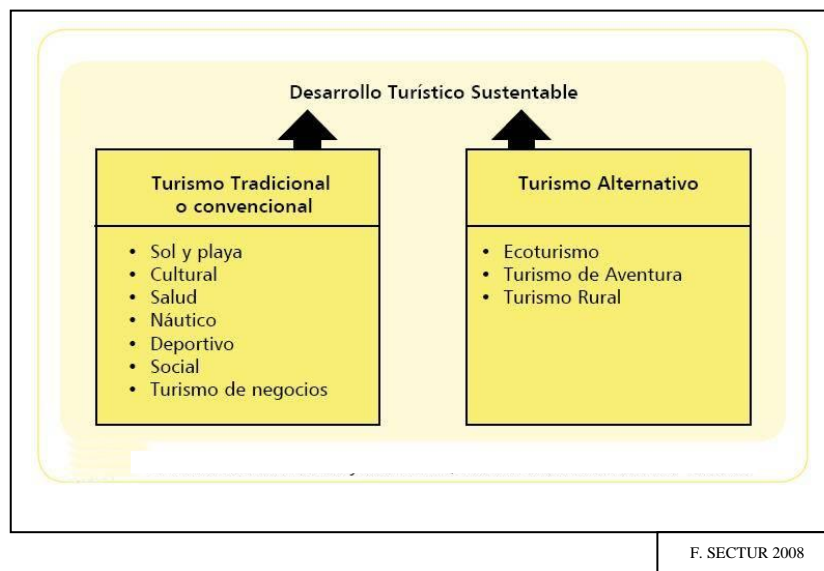 Desarrollo Turístico Sustentable
Turismo Tradicional
o convencional
• Sol y playa
• Cultural
• Salud
• Náutico
• Deportivo
• Social
• Turismo de negocios
Turismo Alternativo
• Ecoturismo
• Turismo de Aventura
• Turismo Rural
F. SECTUR 2008